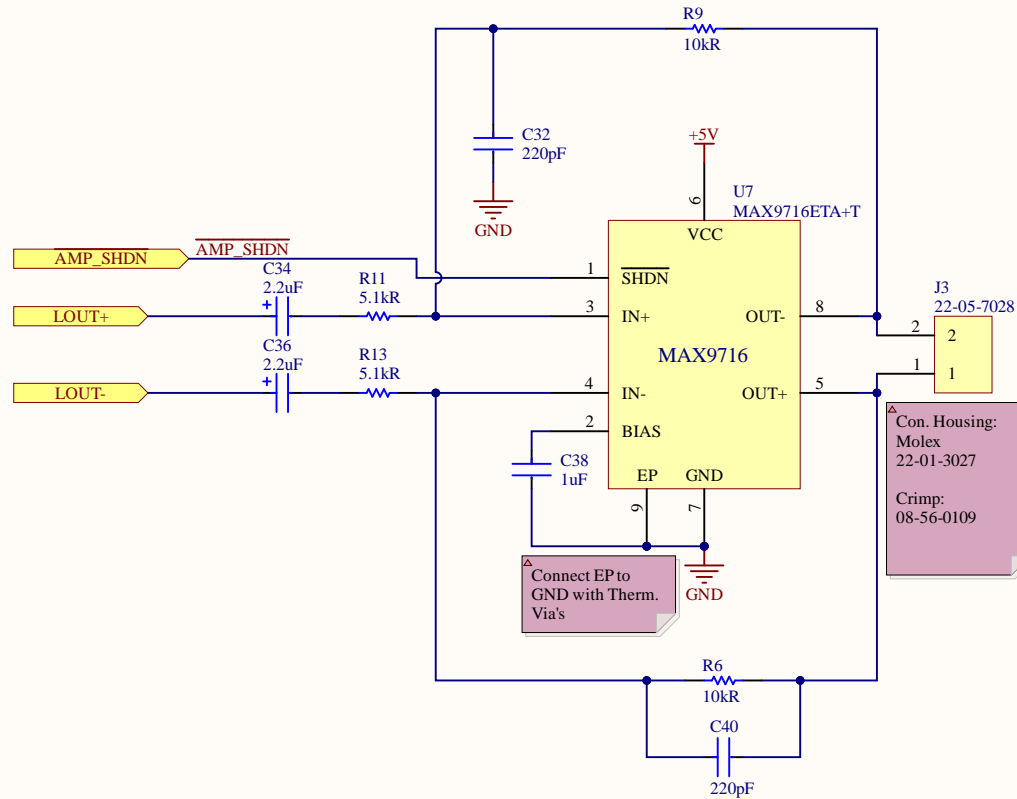 R9
10kR
C32
220pF
GND
+5V
U7
MAX9716ETA+T
6
VCC
AMP_SHDN
AMP_SHDN
1
SHDN
C34
2.2uF
+
R11
5.1kR
LOUT+
3
IN+
OUT-
8
J3
22-05-7028
2
2
MAX9716
C36
2.2uF
+
R13
5.1kR
LOUT-
4
IN-
OUT+
5
1
1
2
BIAS
C38
1uF
EP
GND
9
7
GND
Con. Housing:
Molex
22-01-3027
Crimp:
08-56-0109
Connect EP to
GND with Therm.
Via's
R6
10kR
C40
220pF